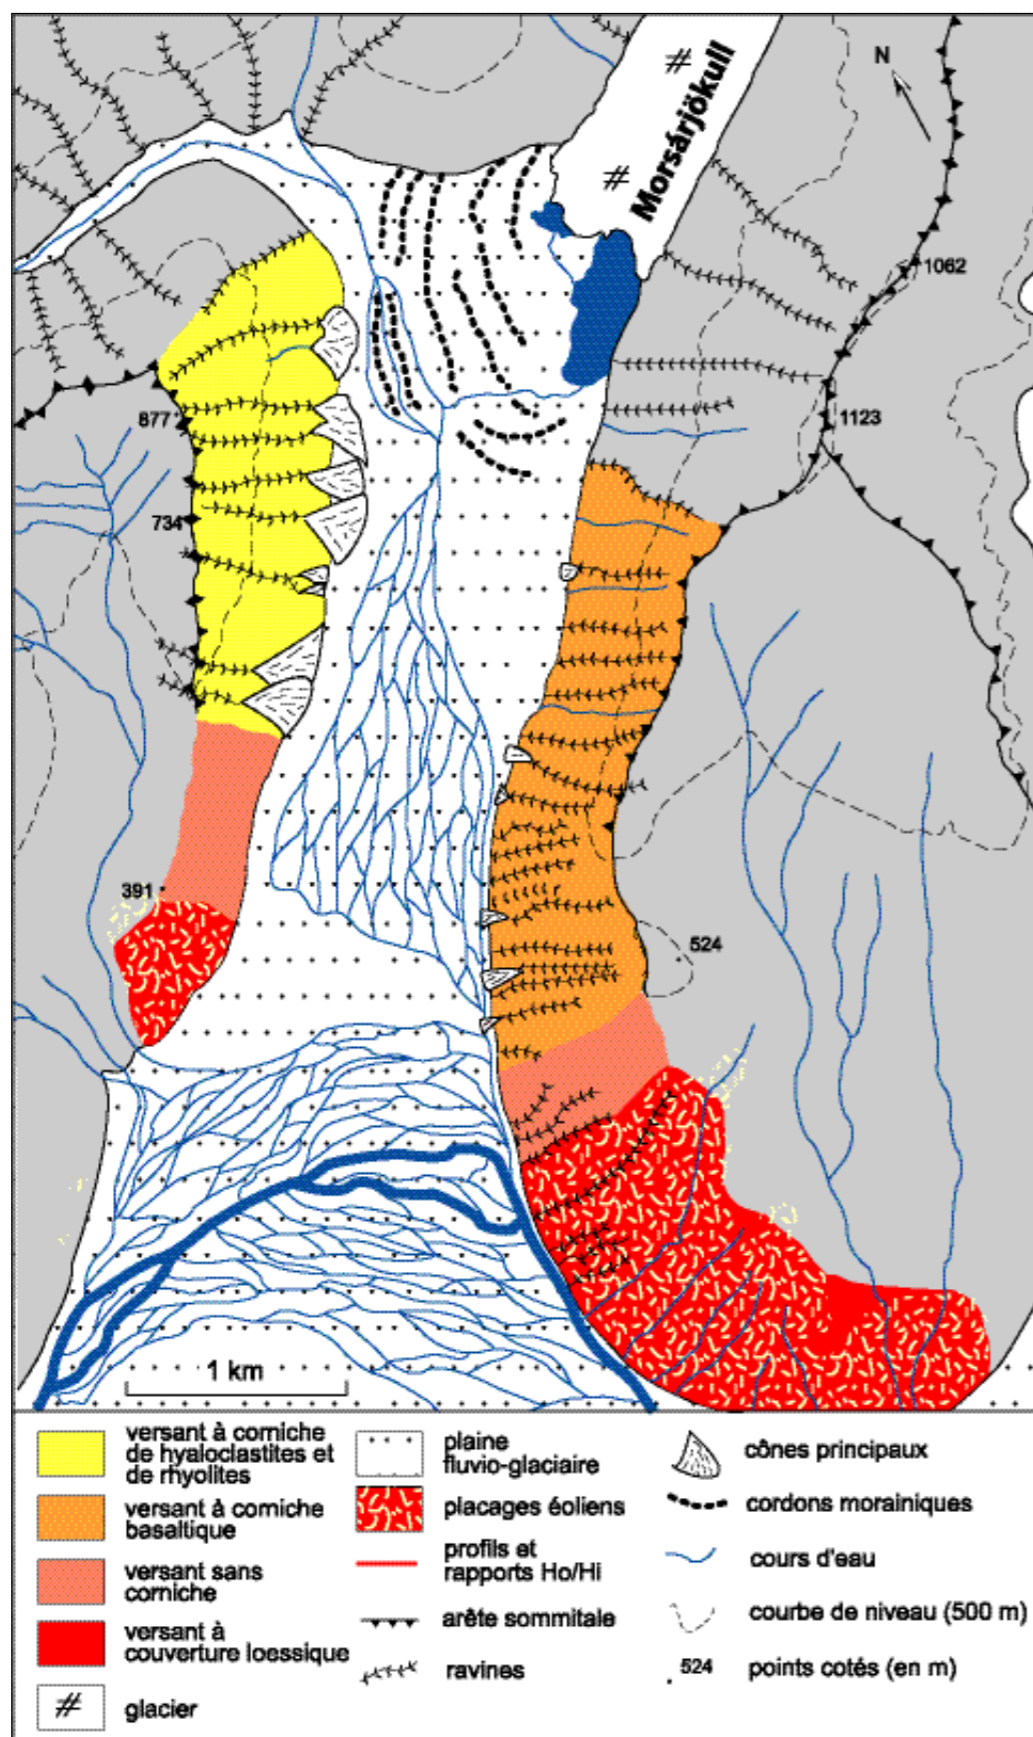 Morsárjökull
N
1062
877
1123
734
391
524
1 km
versant à corniche
de hyaloclastites et
de rhyolites
versant à corniche
basaltique
versant sans
corniche
versant à
couverture loessique
glacier
plaine
fluvio-glaciaire
placages éoliens
profils et
rapports Ho/Hi
arête sommitale
ravines
cônes principaux
cordons morainiques
cours d'eau
courbe de niveau (500 m)
524
points cotés (en m)